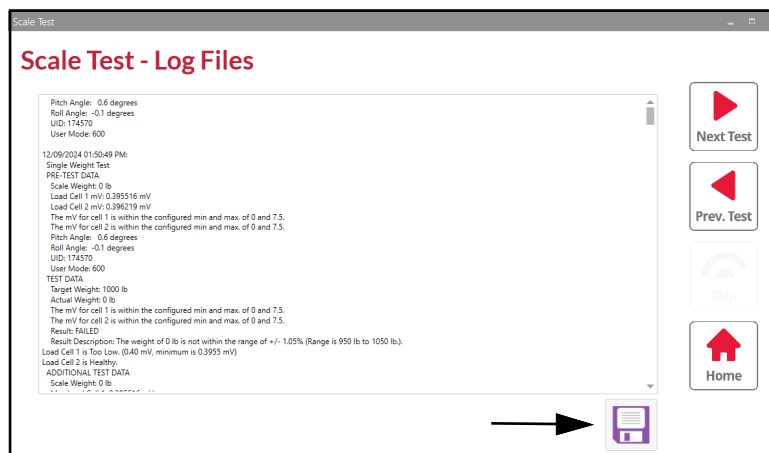 Scale Test
Scale Test - Log Files
Pitch Angle: 0.6 degrees
Roll Angle: -0.1 degrees
UID: 174570
User Mode: 600
12/09/2024 01:50:49 PM:
Single Weight Test
PRE-TEST DATA
Scale Weight: 0 lb
Load Cell 1 mV: 0.395516 mV
Load Cell 2 mV: 0.396219 mV
The mV for cell 1 is within the configured min and max. of 0 and 7.5.
The mV for cell 2 is within the configured min and max. of 0 and 7.5.
Pitch Angle: 0.6 degrees
Roll Angle: -0.1 degrees
UID: 174570
User Mode: 600
TEST DATA
Target Weight: 1000 lb
Actual Weight: 0 lb
The mV for cell 1 is within the configured min and max. of 0 and 7.5.
The mV for cell 2 is within the configured min and max. of 0 and 7.5.
Result: FAILED
Result Description: The weight of 0 lb is not within the range of +/- 1.05% (Range is 950 lb to 1050 lb.).
Load Cell 1 is Too Low. (0.40 mV, minimum is 0.3955 mV)
Load Cell 2 is Healthy.
ADDITIONAL TEST DATA
Scale Weight: 0 lb
Next Test
Prev. Test
Skip
Home